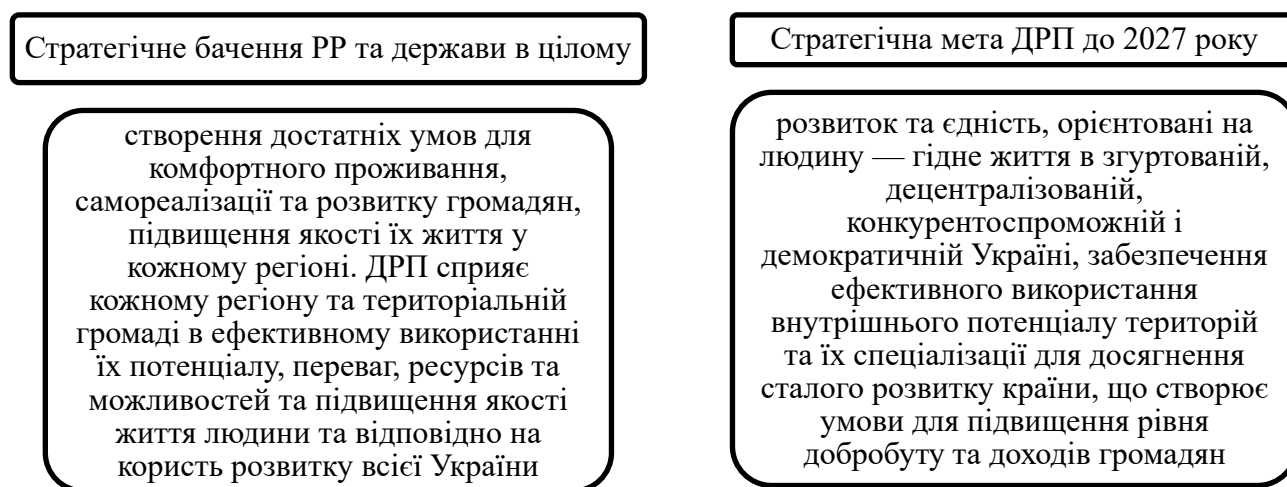 Стратегічне бачення РР та держави в цілому
створення достатніх умов для
комфортного проживання,
самореалізації та розвитку громадян,
підвищення якості їх життя у
кожному регіоні. ДРП сприяє
кожному регіону та територіальній
громаді в ефективному використанні
їх потенціалу, переваг, ресурсів та
можливостей та підвищення якості
життя людини та відповідно на
користь розвитку всієї України
Стратегічна мета ДРП до 2027 року
розвиток та єдність, орієнтовані на
людину — гідне життя в згуртованій,
децентралізованій,
конкурентоспроможній і
демократичній Україні, забезпечення
ефективного використання
внутрішнього потенціалу територій
та їх спеціалізації для досягнення
сталого розвитку країни, що створює
умови для підвищення рівня
добробуту та доходів громадян